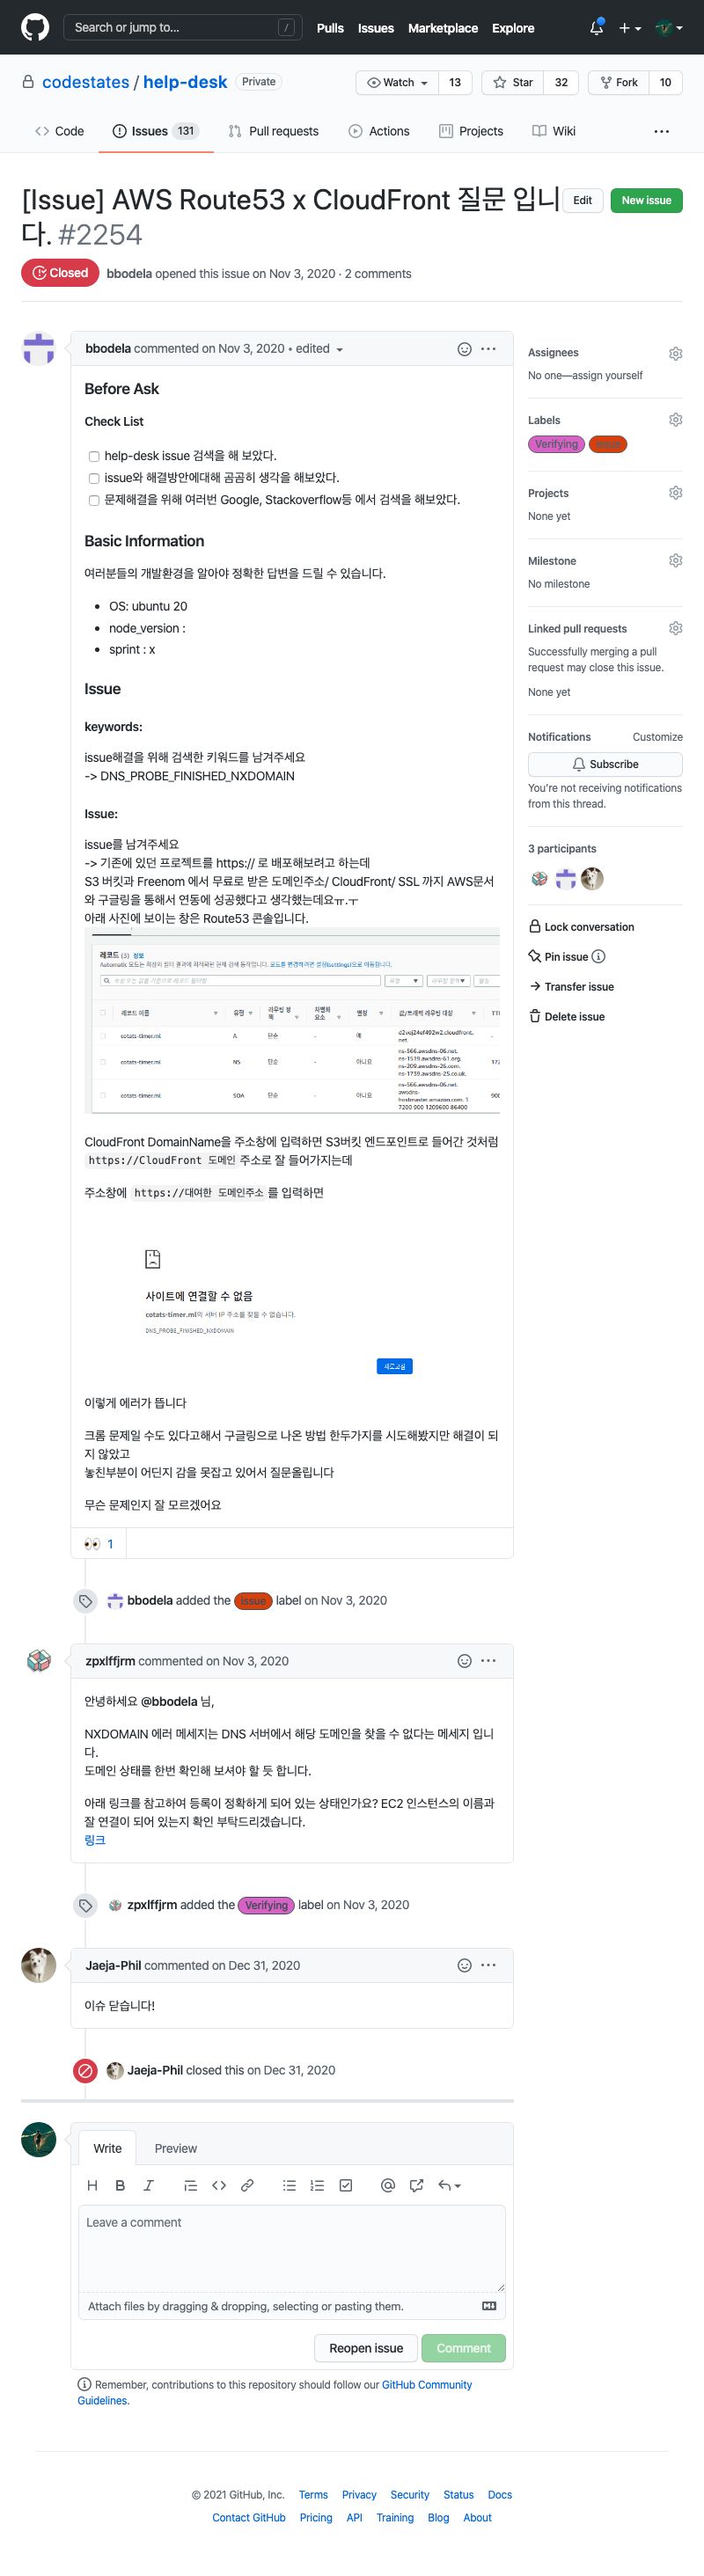 Search or jump to... /
Pulls Issues Marketplace Explore
codestates / help-desk Private
Watch 13 Star 32 Fork 10
Code Issues 131 Pull requests Actions Projects Wiki ...
[Issue] AWS Route53 x CloudFront 질문 입니
다. #2254
Edit New issue
Closed bbodela opened this issue on Nov 3, 2020 · 2 comments
bbodela commented on Nov 3, 2020 • edited
Before Ask
Check List
help-desk issue 검색을 해 보았다.
issue와 해결방안에대해 곰곰히 생각을 해보았다.
문제해결을 위해 여러번 Google, Stackoverflow등 에서 검색을 해보았다.
Basic Information
여러분들의 개발환경을 알아야 정확한 답변을 드릴 수 있습니다.
• OS: ubuntu 20
• node_version :
• sprint : x
Issue
keywords:
issue해결을 위해 검색한 키워드를 남겨주세요
-> DNS_PROBE_FINISHED_NXDOMAIN
Issue:
issue를 남겨주세요
-> 기존에 있던 프로젝트를 https:// 로 배포해보려고 하는데
S3 버킷과 Freenom 에서 무료로 받은 도메인주소/ CloudFront/ SSL 까지 AWS문서
와 구글링을 통해서 연동에 성공했다고 생각했는데요ㅠ.ㅜ
아래 사진에 보이는 창은 Route53 콘솔입니다.
레코드 (3) 정보
레코드 이름 유형 라우팅 정책 차별화 요소 별칭 값/트래픽 라우팅 대상
cotats-timer.ml A 단순 - 예 d2voj24ef492w2.cloudfront.net.
cotats-timer.ml NS 단순 - 아니요 ns-566.awsdns-06.net. ns-1519.awsdns-61.org. ns-209.awsdns-26.com. ns-1739.awsdns-25.co.uk.
cotats-timer.ml SOA 단순 - 아니요 ns-566.awsdns-06.net. awsdns-hostmaster.amazon.com. 1 7200 900 1209600 86400
CloudFront DomainName을 주소창에 입력하면 S3버킷 엔드포인트로 들어간 것처럼
https://CloudFront 도메인 주소로 잘 들어가지는데
주소창에 https://대여한 도메인주소 를 입력하면
사이트에 연결할 수 없음
cotats-timer.ml의 서버 IP 주소를 찾을 수 없습니다.
DNS_PROBE_FINISHED_NXDOMAIN
새로고침
이렇게 에러가 뜹니다
크롬 문제일 수도 있다고해서 구글링으로 나온 방법 한두가지를 시도해봤지만 해결이 되
지 않았고
놓친부분이 어딘지 감을 못잡고 있어서 질문올립니다
무슨 문제인지 잘 모르겠어요
👀 1
bbodela added the issue label on Nov 3, 2020
zpxlffjrm commented on Nov 3, 2020
안녕하세요 @bbodela 님,
NXDOMAIN 에러 메세지는 DNS 서버에서 해당 도메인을 찾을 수 없다는 메세지 입니
다.
도메인 상태를 한번 확인해 보셔야 할 듯 합니다.
아래 링크를 참고하여 등록이 정확하게 되어 있는 상태인가요? EC2 인스턴스의 이름과
잘 연결이 되어 있는지 확인 부탁드리겠습니다.
링크
zpxlffjrm added the Verifying label on Nov 3, 2020
Jaeja-Phil commented on Dec 31, 2020
이슈 닫습니다!
Jaeja-Phil closed this on Dec 31, 2020
Write Preview
Leave a comment
Attach files by dragging & dropping, selecting or pasting them.
Reopen issue Comment
Remember, contributions to this repository should follow our GitHub Community
Guidelines.
Assignees
No one—assign yourself
Labels
Verifying issue
Projects
None yet
Milestone
No milestone
Linked pull requests
Successfully merging a pull
request may close this issue.
None yet
Notifications Customize
Subscribe
You're not receiving notifications
from this thread.
3 participants
Lock conversation
Pin issue
Transfer issue
Delete issue
© 2021 GitHub, Inc. Terms Privacy Security Status Docs
Contact GitHub Pricing API Training Blog About